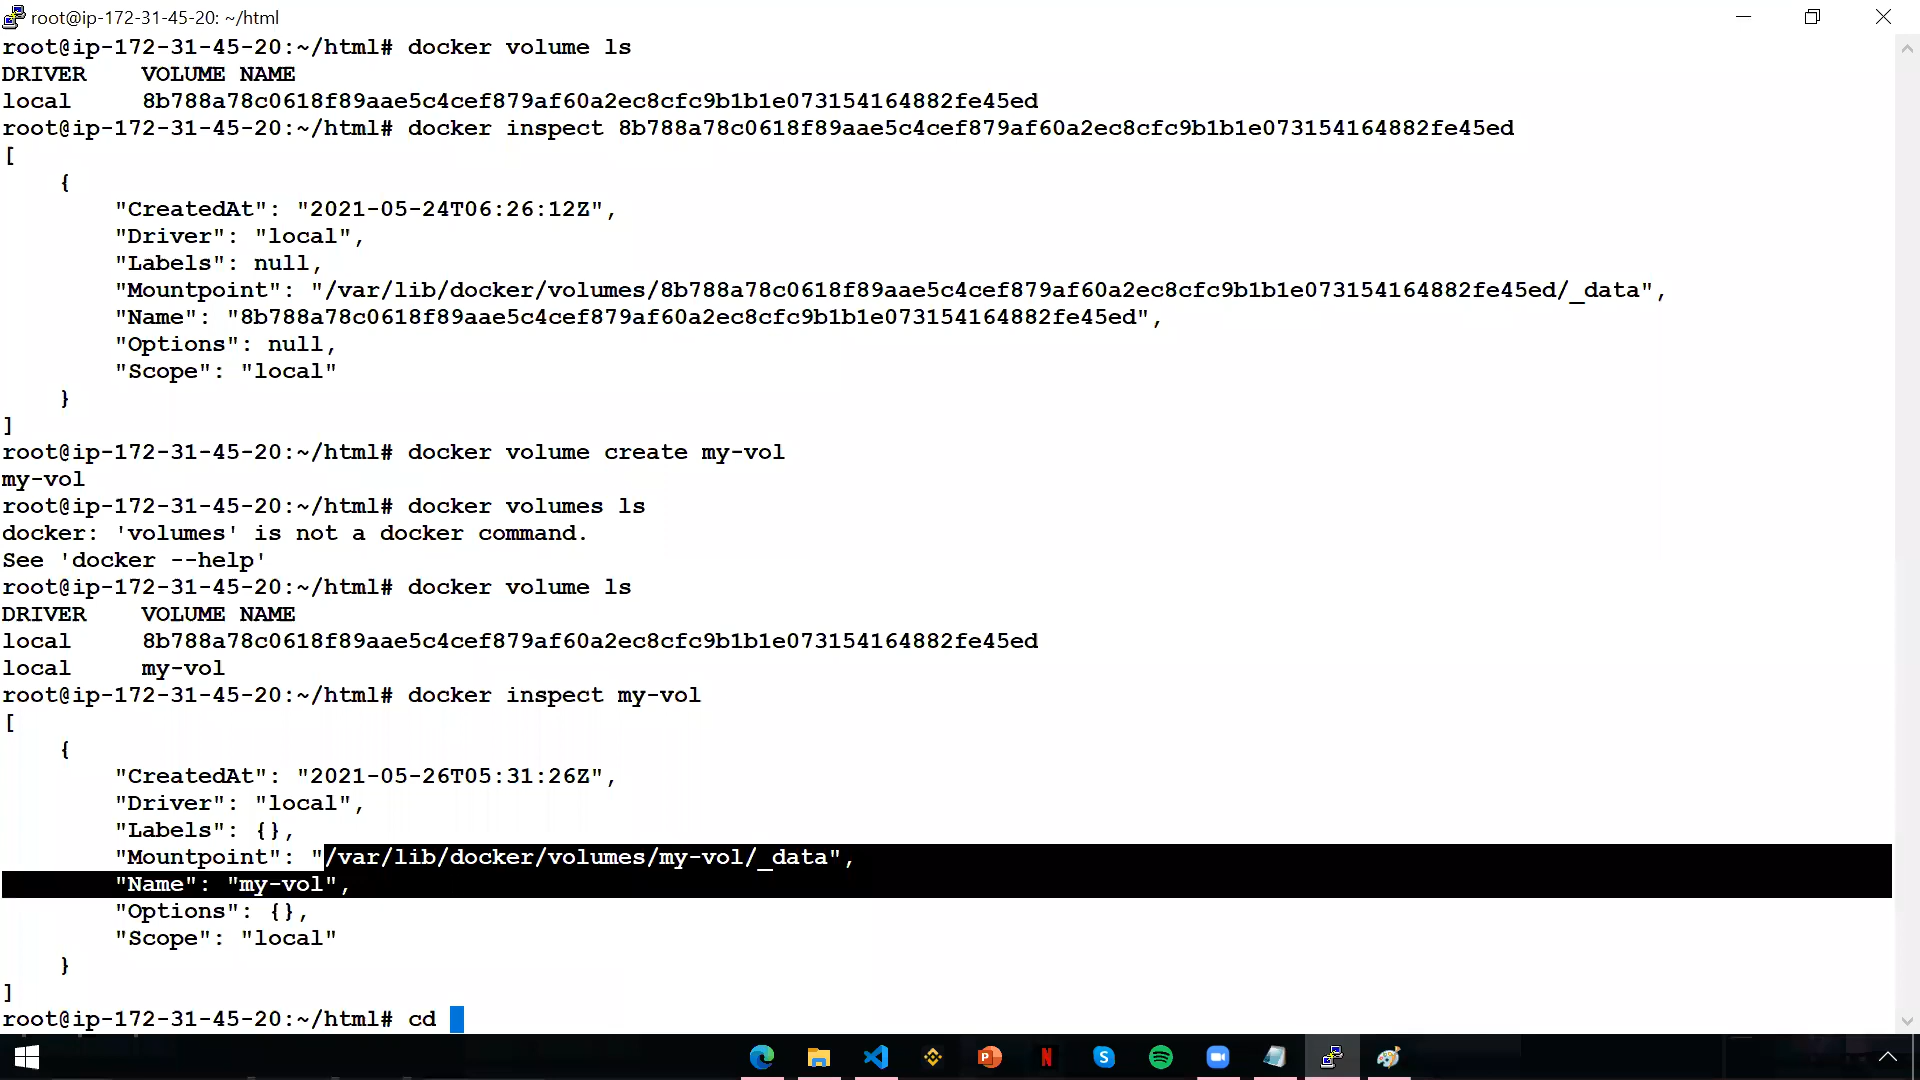 root@ip-172-31-45-20: ~/html
root@ip-172-31-45-20:~/html# docker volume ls
DRIVER    VOLUME NAME
local     8b788a78c0618f89aae5c4cef879af60a2ec8cfc9b1b1e073154164882fe45ed
root@ip-172-31-45-20:~/html# docker inspect 8b788a78c0618f89aae5c4cef879af60a2ec8cfc9b1b1e073154164882fe45ed
[
    {
        "CreatedAt": "2021-05-24T06:26:12Z",
        "Driver": "local",
        "Labels": null,
        "Mountpoint": "/var/lib/docker/volumes/8b788a78c0618f89aae5c4cef879af60a2ec8cfc9b1b1e073154164882fe45ed/_data",
        "Name": "8b788a78c0618f89aae5c4cef879af60a2ec8cfc9b1b1e073154164882fe45ed",
        "Options": null,
        "Scope": "local"
    }
]
root@ip-172-31-45-20:~/html# docker volume create my-vol
my-vol
root@ip-172-31-45-20:~/html# docker volumes ls
docker: 'volumes' is not a docker command.
See 'docker --help'
root@ip-172-31-45-20:~/html# docker volume ls
DRIVER    VOLUME NAME
local     8b788a78c0618f89aae5c4cef879af60a2ec8cfc9b1b1e073154164882fe45ed
local     my-vol
root@ip-172-31-45-20:~/html# docker inspect my-vol
[
    {
        "CreatedAt": "2021-05-26T05:31:26Z",
        "Driver": "local",
        "Labels": {},
        "Mountpoint": "/var/lib/docker/volumes/my-vol/_data",
        "Name": "my-vol",
        "Options": {},
        "Scope": "local"
    }
]
root@ip-172-31-45-20:~/html# cd